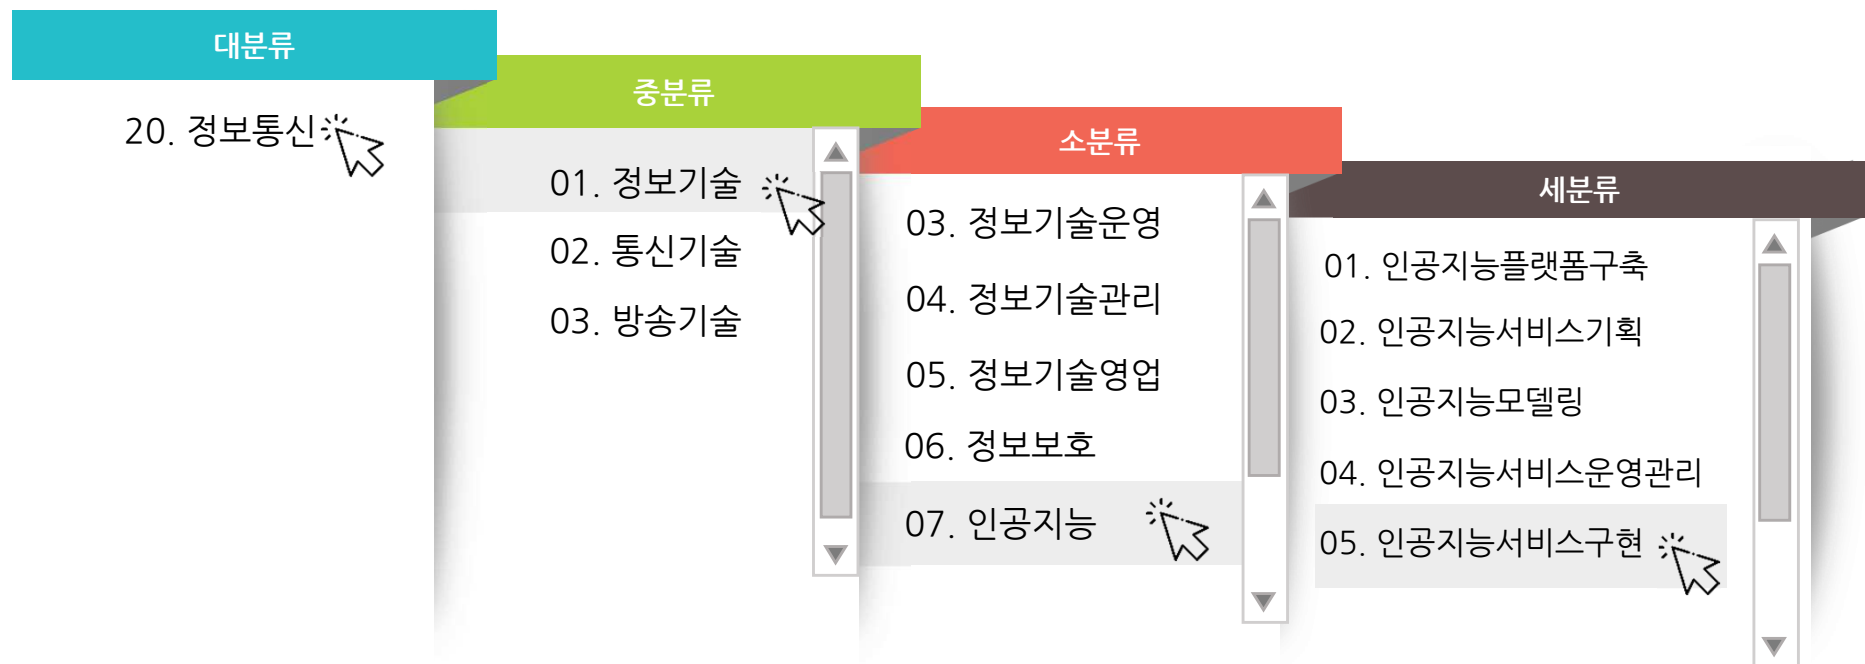 대분류
20. 정보통신
중분류
01. 정보기술
02. 통신기술
03. 방송기술
소분류
03. 정보기술운영
04. 정보기술관리
05. 정보기술영업
06. 정보보호
07. 인공지능
세분류
01. 인공지능플랫폼구축
02. 인공지능서비스기획
03. 인공지능모델링
04. 인공지능서비스운영관리
05. 인공지능서비스구현